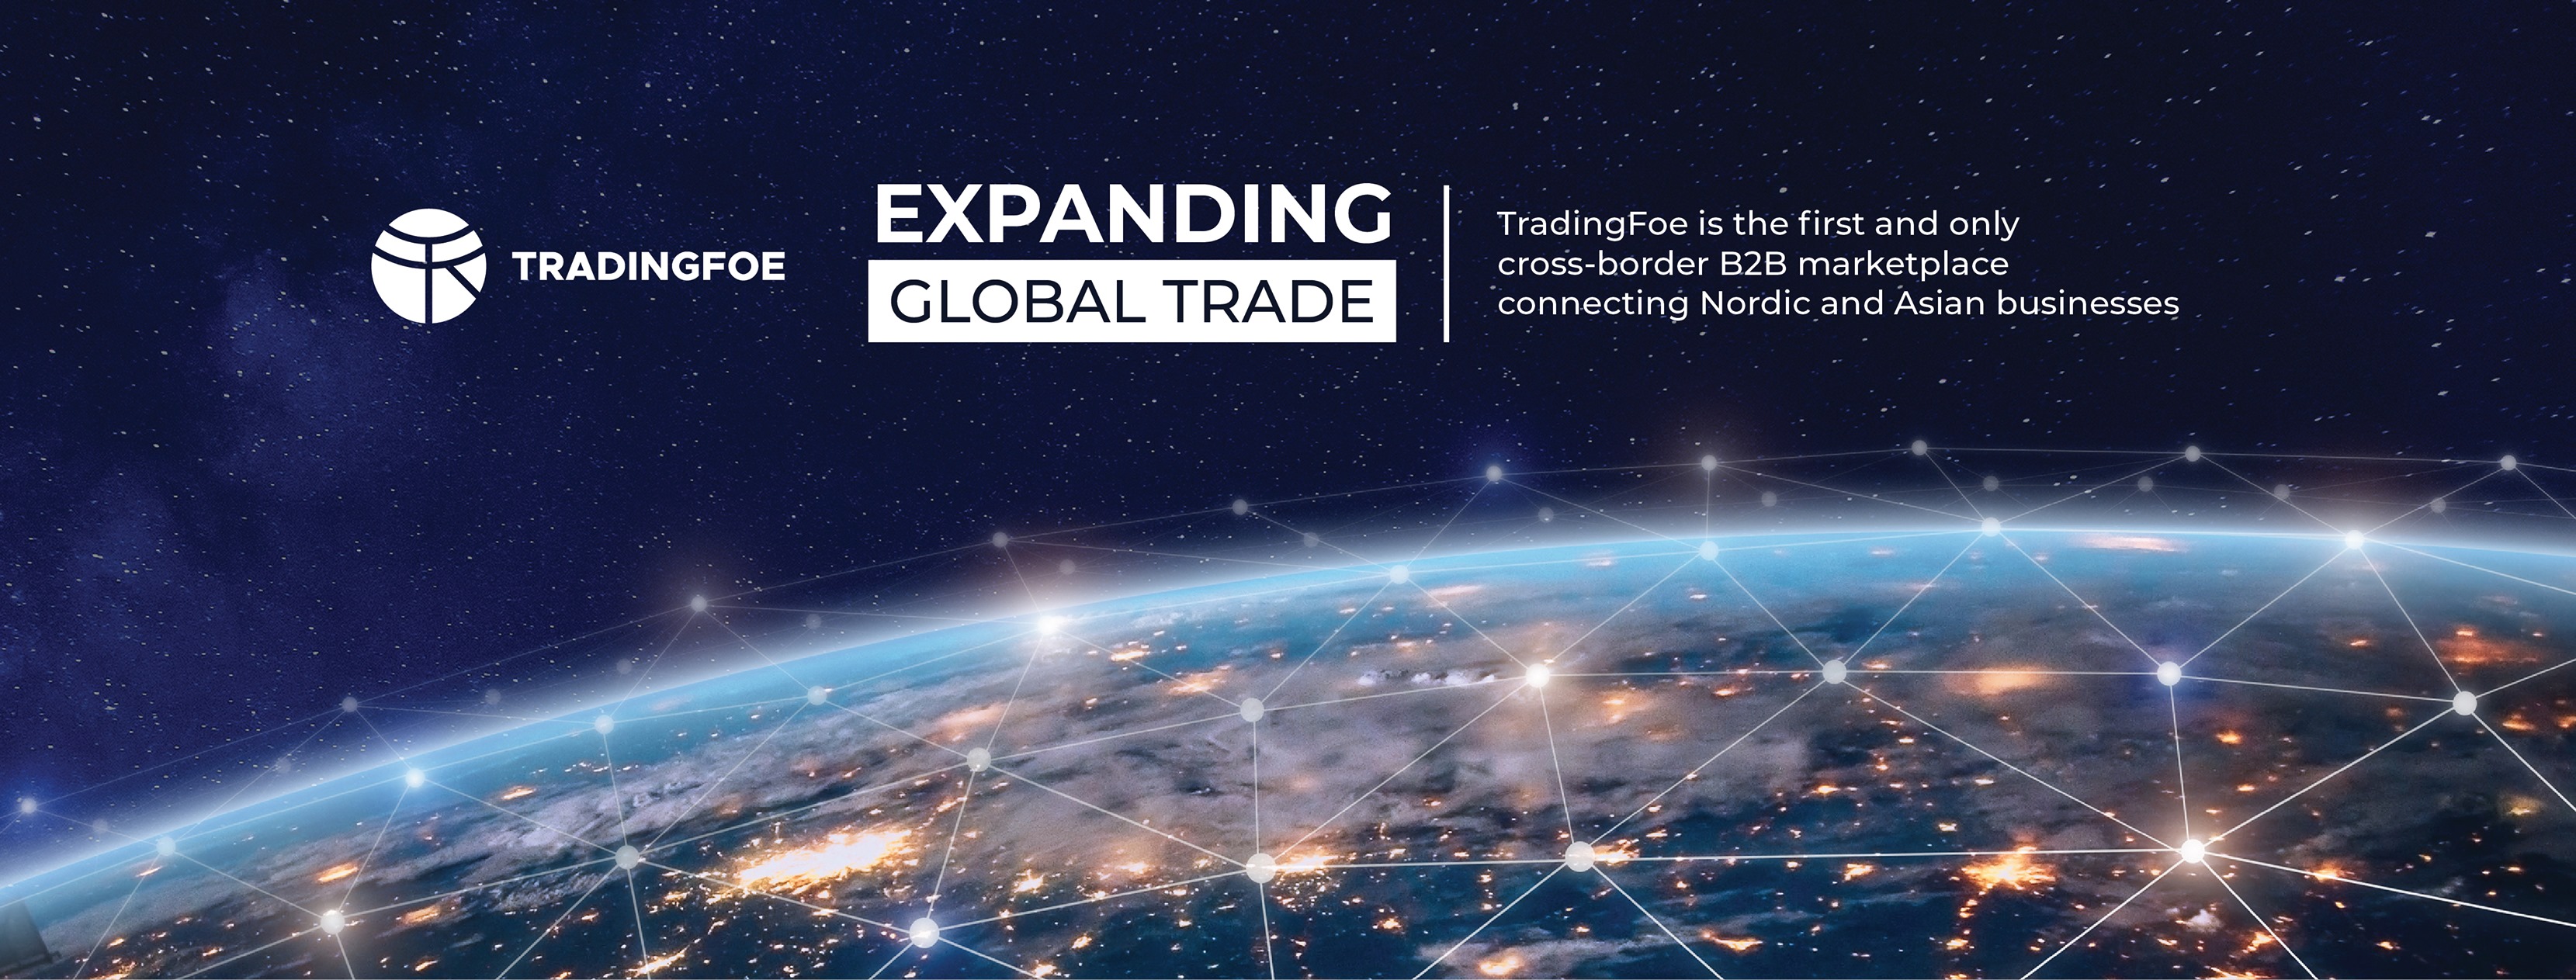 TRADINGFOE
EXPANDING
GLOBAL TRADE
TradingFoe is the first and only
cross-border B2B marketplace
connecting Nordic and Asian businesses